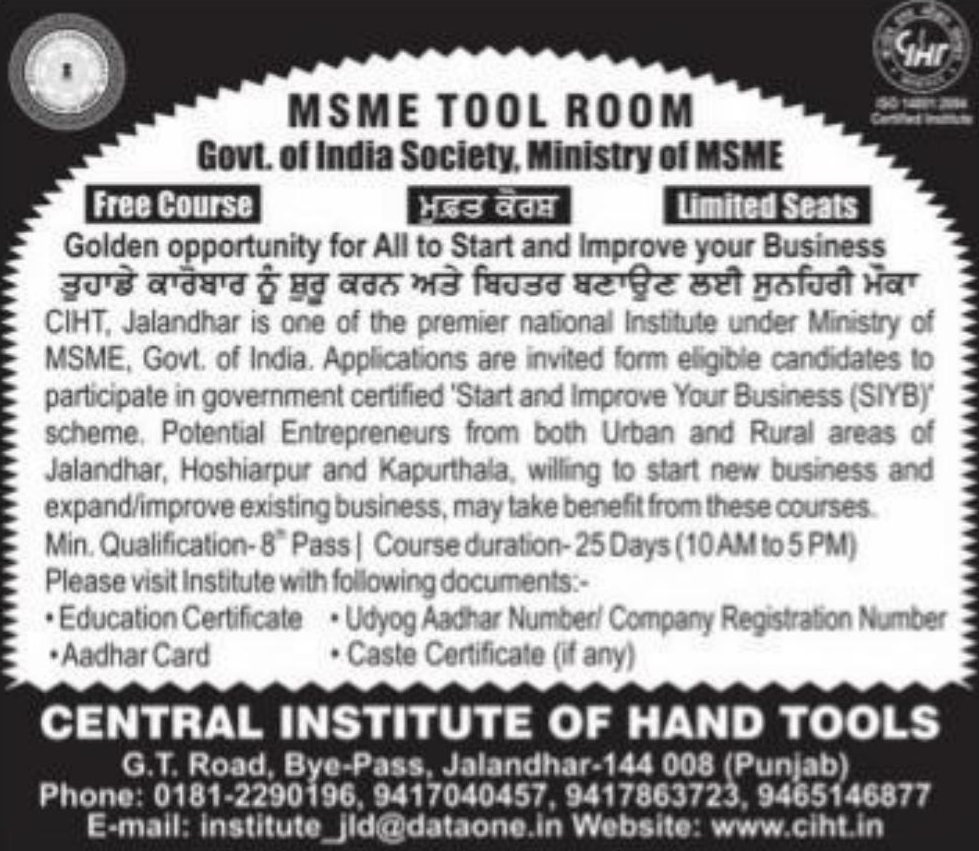 CIHT
ISO 14001:2004
Certified Institute
MSME TOOL ROOM
Govt. of India Society, Ministry of MSME
Free Course ਮੁਫ਼ਤ ਕੋਰਸ Limited Seats
Golden opportunity for All to Start and Improve your Business
ਤੁਹਾਡੇ ਕਾਰੋਬਾਰ ਨੂੰ ਸ਼ੁਰੂ ਕਰਨ ਅਤੇ ਬਿਹਤਰ ਬਣਾਉਣ ਲਈ ਸੁਨਹਿਰੀ ਮੌਕਾ
CIHT, Jalandhar is one of the premier national Institute under Ministry of
MSME, Govt. of India. Applications are invited form eligible candidates to
participate in government certified 'Start and Improve Your Business (SIYB)'
scheme. Potential Entrepreneurs from both Urban and Rural areas of
Jalandhar, Hoshiarpur and Kapurthala, willing to start new business and
expand/improve existing business, may take benefit from these courses.
Min. Qualification- 8th Pass | Course duration- 25 Days (10 AM to 5 PM)
Please visit Institute with following documents:-
• Education Certificate • Udyog Aadhar Number/ Company Registration Number
• Aadhar Card • Caste Certificate (if any)
CENTRAL INSTITUTE OF HAND TOOLS
G.T. Road, Bye-Pass, Jalandhar-144 008 (Punjab)
Phone: 0181-2290196, 9417040457, 9417863723, 9465146877
E-mail: institute_jld@dataone.in Website: www.ciht.in